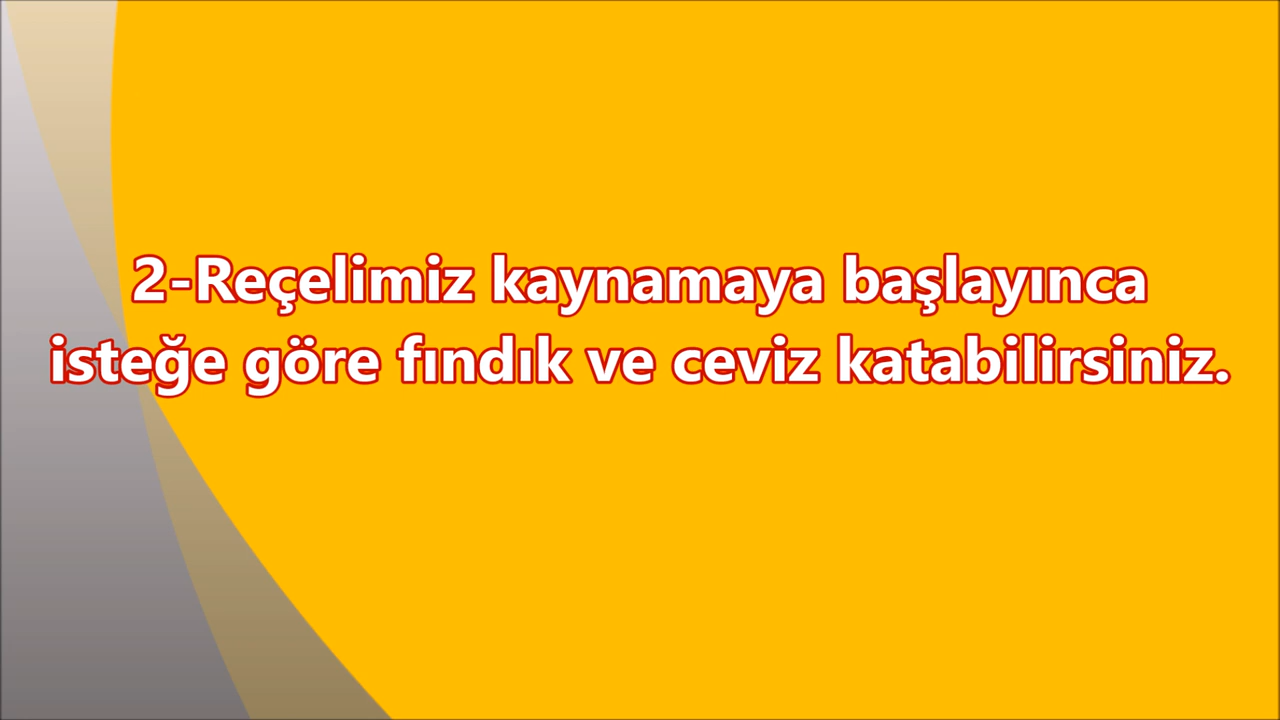 2-Reçelimiz kaynamaya başlayınca
isteğe göre fındık ve ceviz katabilirsiniz.